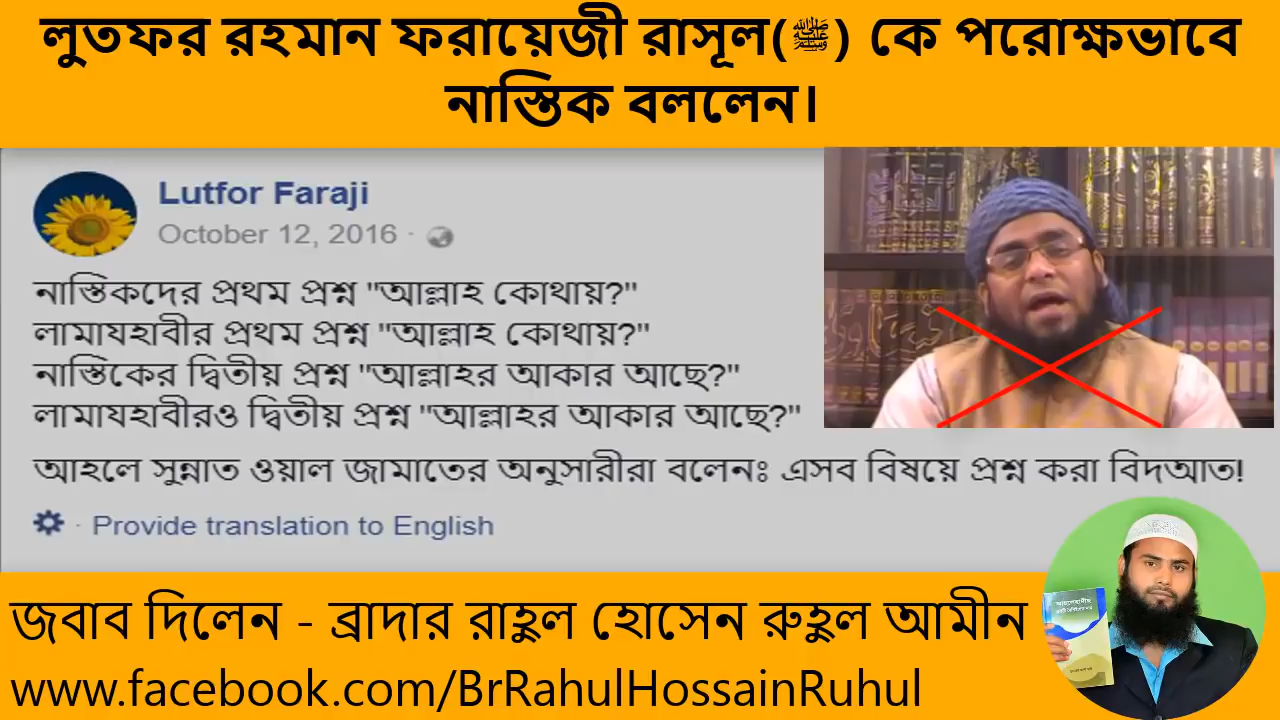 লুতফর রহমান ফরায়েজী রাসূল(ﷺ) কে পরোক্ষভাবে
নাস্তিক বললেন।
Lutfor Faraji
October 12, 2016 ·
নাস্তিকদের প্রথম প্রশ্ন "আল্লাহ কোথায়?"
লামাযহাবীর প্রথম প্রশ্ন "আল্লাহ কোথায়?"
নাস্তিকের দ্বিতীয় প্রশ্ন "আল্লাহর আকার আছে?"
লামাযহাবীরও দ্বিতীয় প্রশ্ন "আল্লাহর আকার আছে?"
আহলে সুন্নাত ওয়াল জামাতের অনুসারীরা বলেনঃ এসব বিষয়ে প্রশ্ন করা বিদআত!
· Provide translation to English
জবাব দিলেন - ব্রাদার রাহুল হোসেন রুহুল আমীন
www.facebook.com/BrRahulHossainRuhul